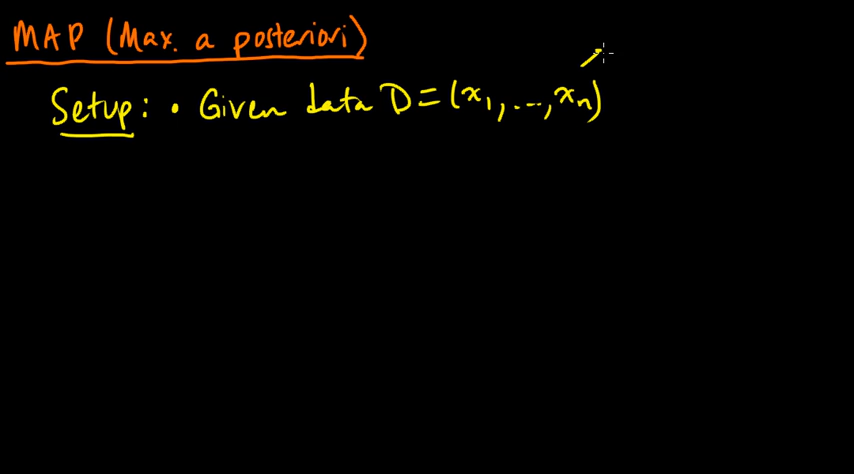 MAP (Max. a posteriori)
Setup: • Given data D = (x₁, ..., xₙ)